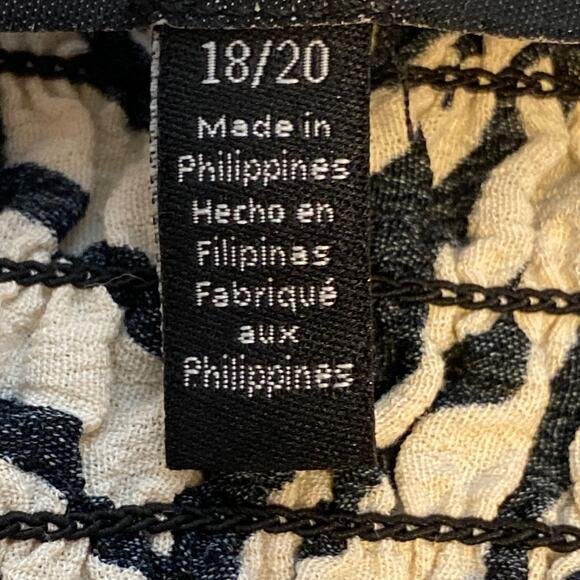 18/20
Made in
Philippines
Hecho en
Filipinas
Fabriqué
aux
Philippines